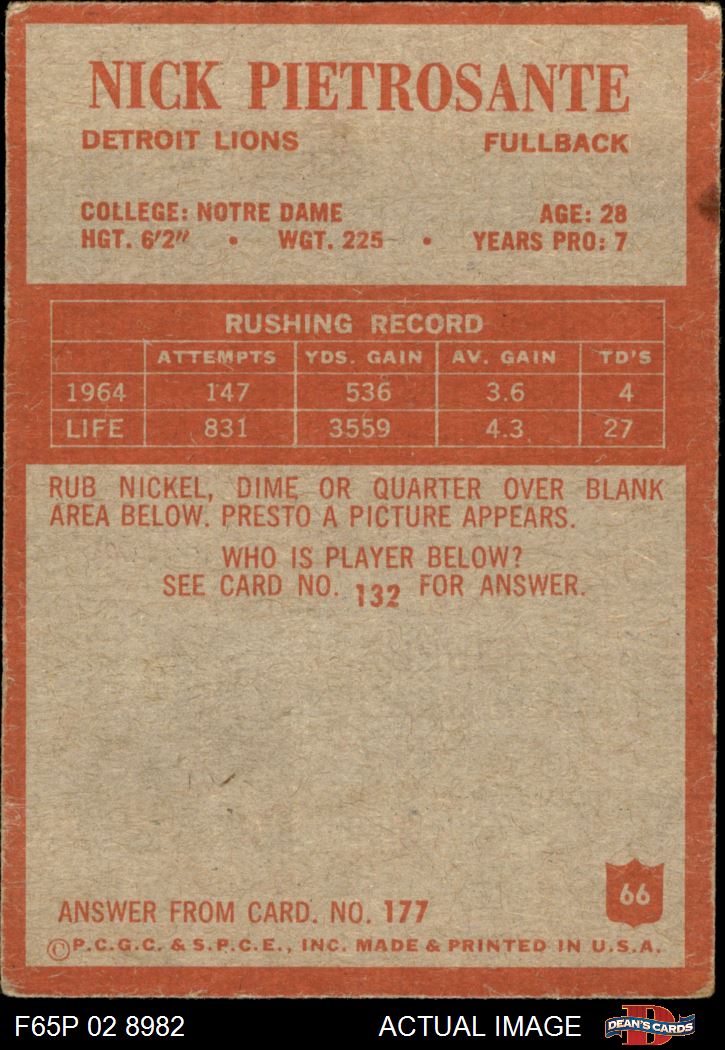 NICK PIETROSANTE
DETROIT LIONS FULLBACK
COLLEGE: NOTRE DAME AGE: 28
HGT. 6'2" • WGT. 225 • YEARS PRO: 7
RUSHING RECORD
ATTEMPTS YDS. GAIN AV. GAIN TD'S
1964 147 536 3.6 4
LIFE 831 3559 4.3 27
RUB NICKEL, DIME OR QUARTER OVER BLANK
AREA BELOW. PRESTO A PICTURE APPEARS.
WHO IS PLAYER BELOW?
SEE CARD NO. 132 FOR ANSWER.
66
ANSWER FROM CARD. NO. 177
©P.C.G.C. & S.P.C.E., INC. MADE & PRINTED IN U.S.A.
F65P 02 8982 ACTUAL IMAGE DEAN'S CARDS